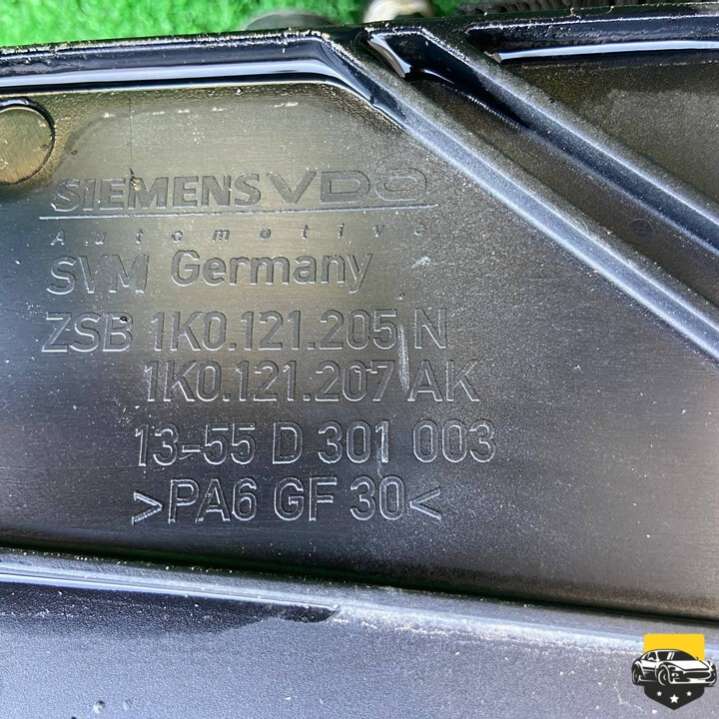 SIEMENS VDO
Automotive
SVM Germany
ZSB 1K0.121.205 N
1K0.121.207 AK
13-55 D 301 003
>PA6 GF 30<